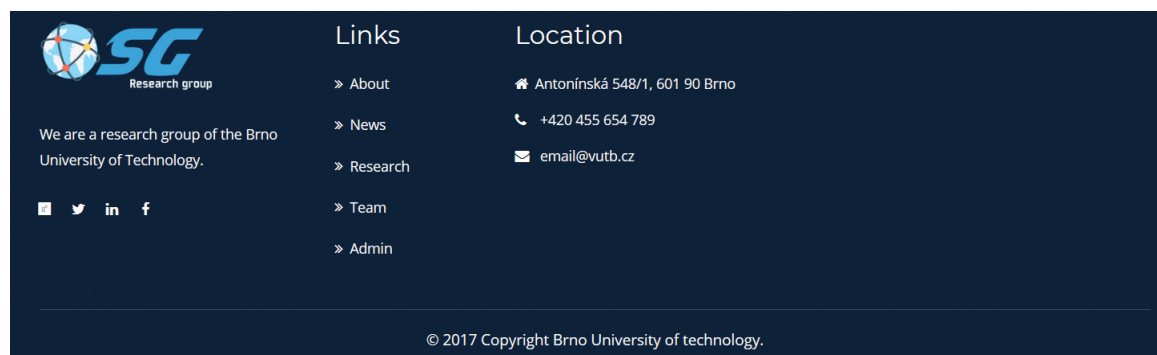 SG
Research group
We are a research group of the Brno
University of Technology.
Links
» About
» News
» Research
» Team
» Admin
Location
Antonínská 548/1, 601 90 Brno
+420 455 654 789
email@vutb.cz
© 2017 Copyright Brno University of technology.